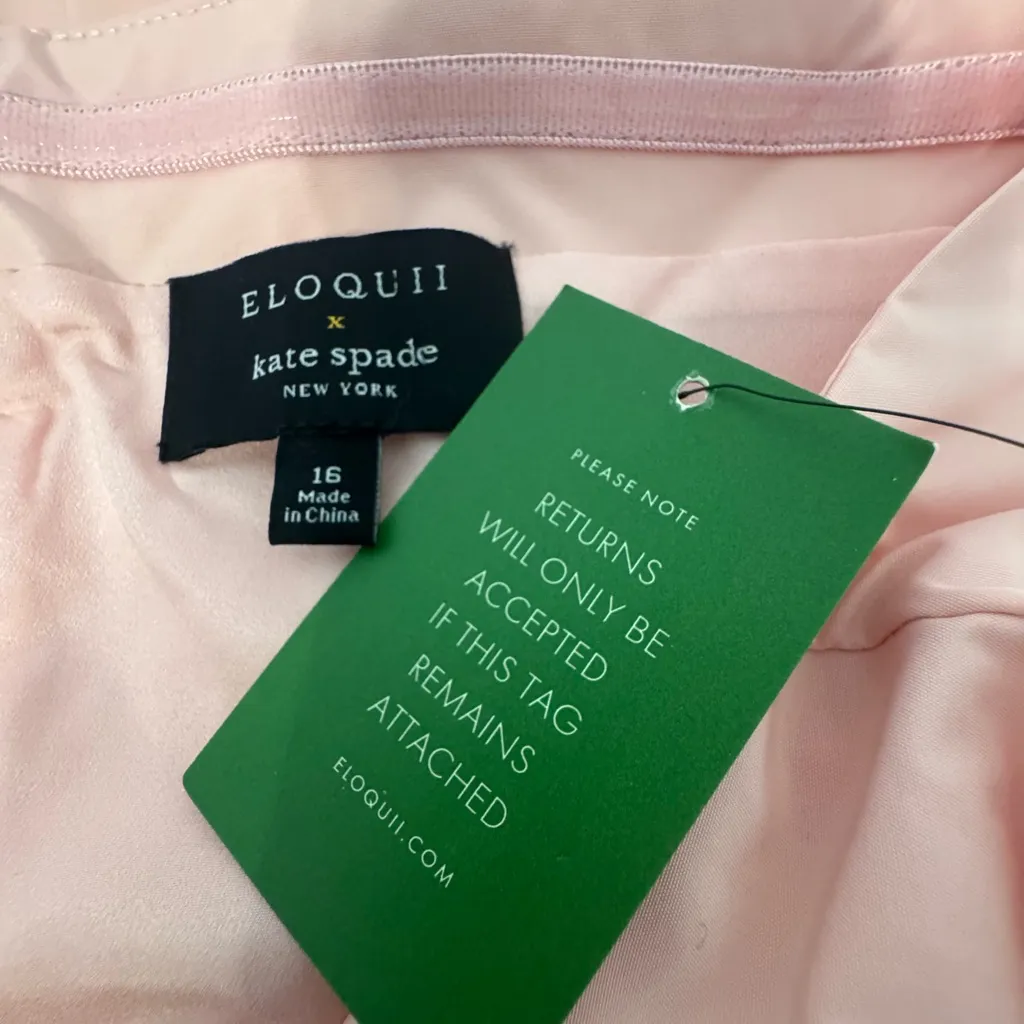 ELOQUII
x
kate spade
NEW YORK
16
Made
in China
PLEASE NOTE
RETURNS
WILL ONLY BE
ACCEPTED
IF THIS TAG
REMAINS
ATTACHED
ELOQUII.COM